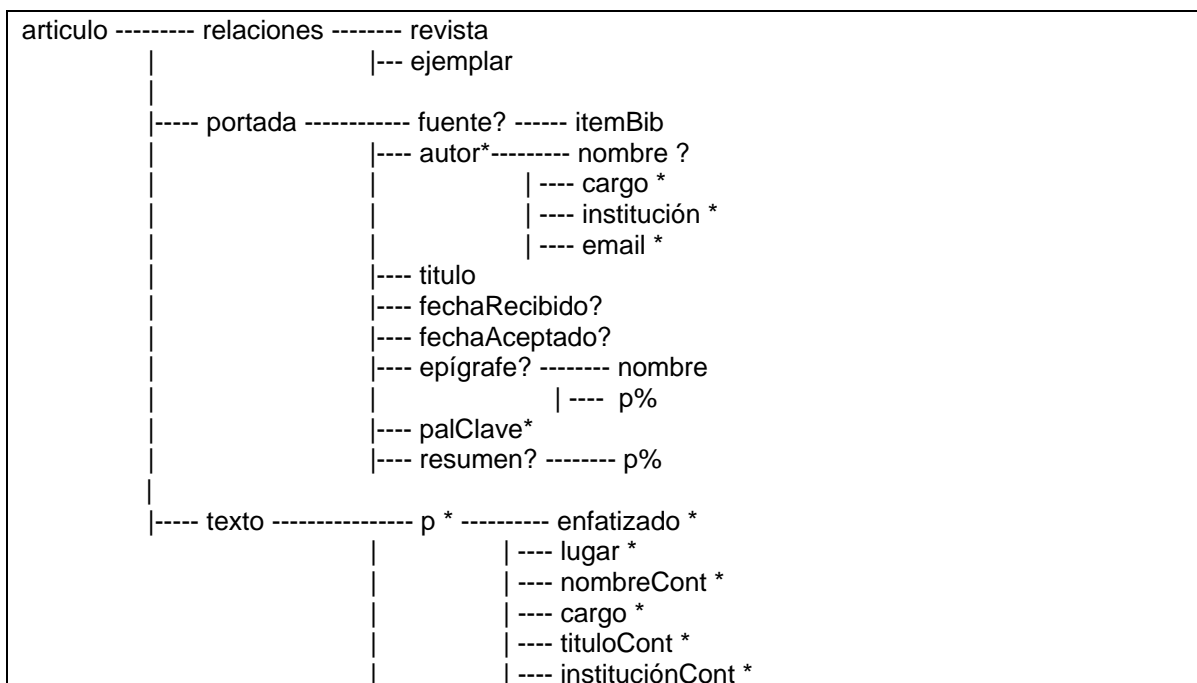 articulo --------- relaciones -------- revista
|                         |--- ejemplar
|
|----- portada ------------ fuente? ------ itemBib
|                         |---- autor*--------- nombre ?
|                         |                 | ---- cargo *
|                         |                 | ---- institución *
|                         |                 | ---- email *
|                         |---- titulo
|                         |---- fechaRecibido?
|                         |---- fechaAceptado?
|                         |---- epígrafe? -------- nombre
|                         |                    | ----  p%
|                         |---- palClave*
|                         |---- resumen? -------- p%
|
|----- texto ---------------- p * ---------- enfatizado *
|               | ---- lugar *
|               | ---- nombreCont *
|               | ---- cargo *
|               | ---- tituloCont *
|               | ---- instituciónCont *